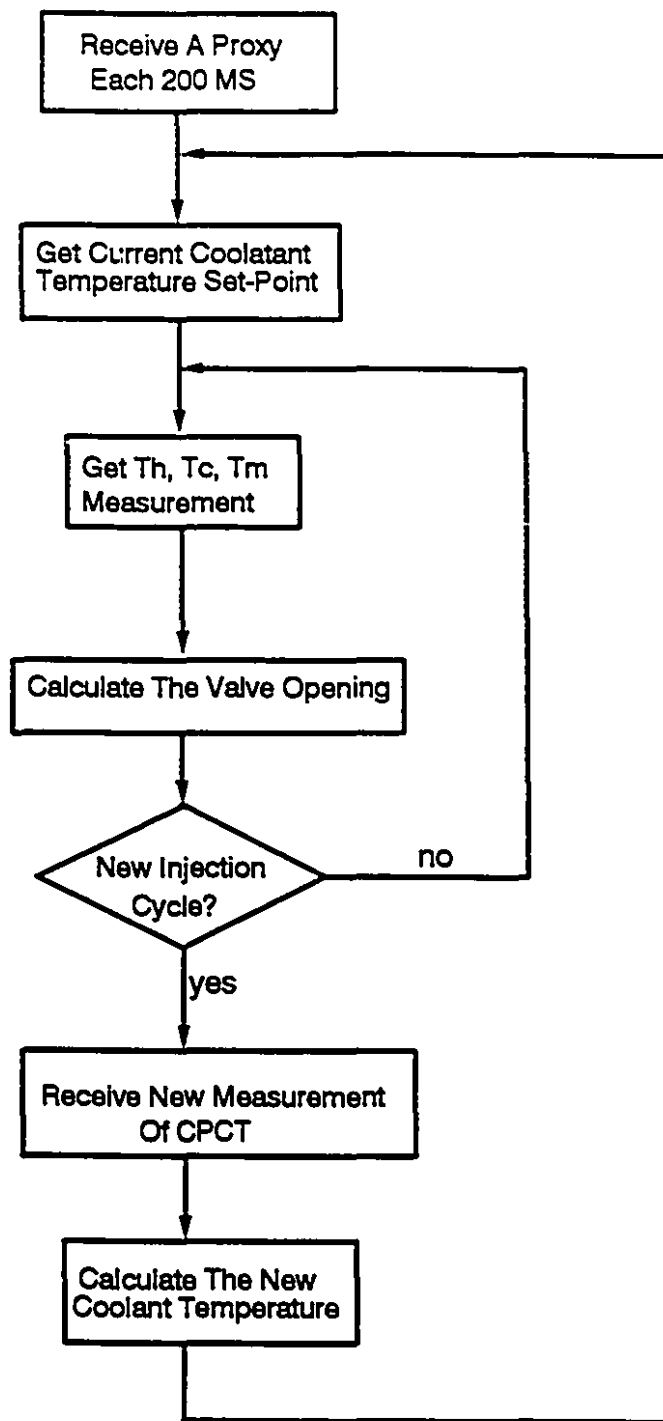 Receive A Proxy
Each 200 MS
Get Current Coolatant
Temperature Set-Point
Get Th, Tc, Tm
Measurement
Calculate The Valve Opening
New Injection
Cycle?
no
yes
Receive New Measurement
Of CPCT
Calculate The New
Coolant Temperature